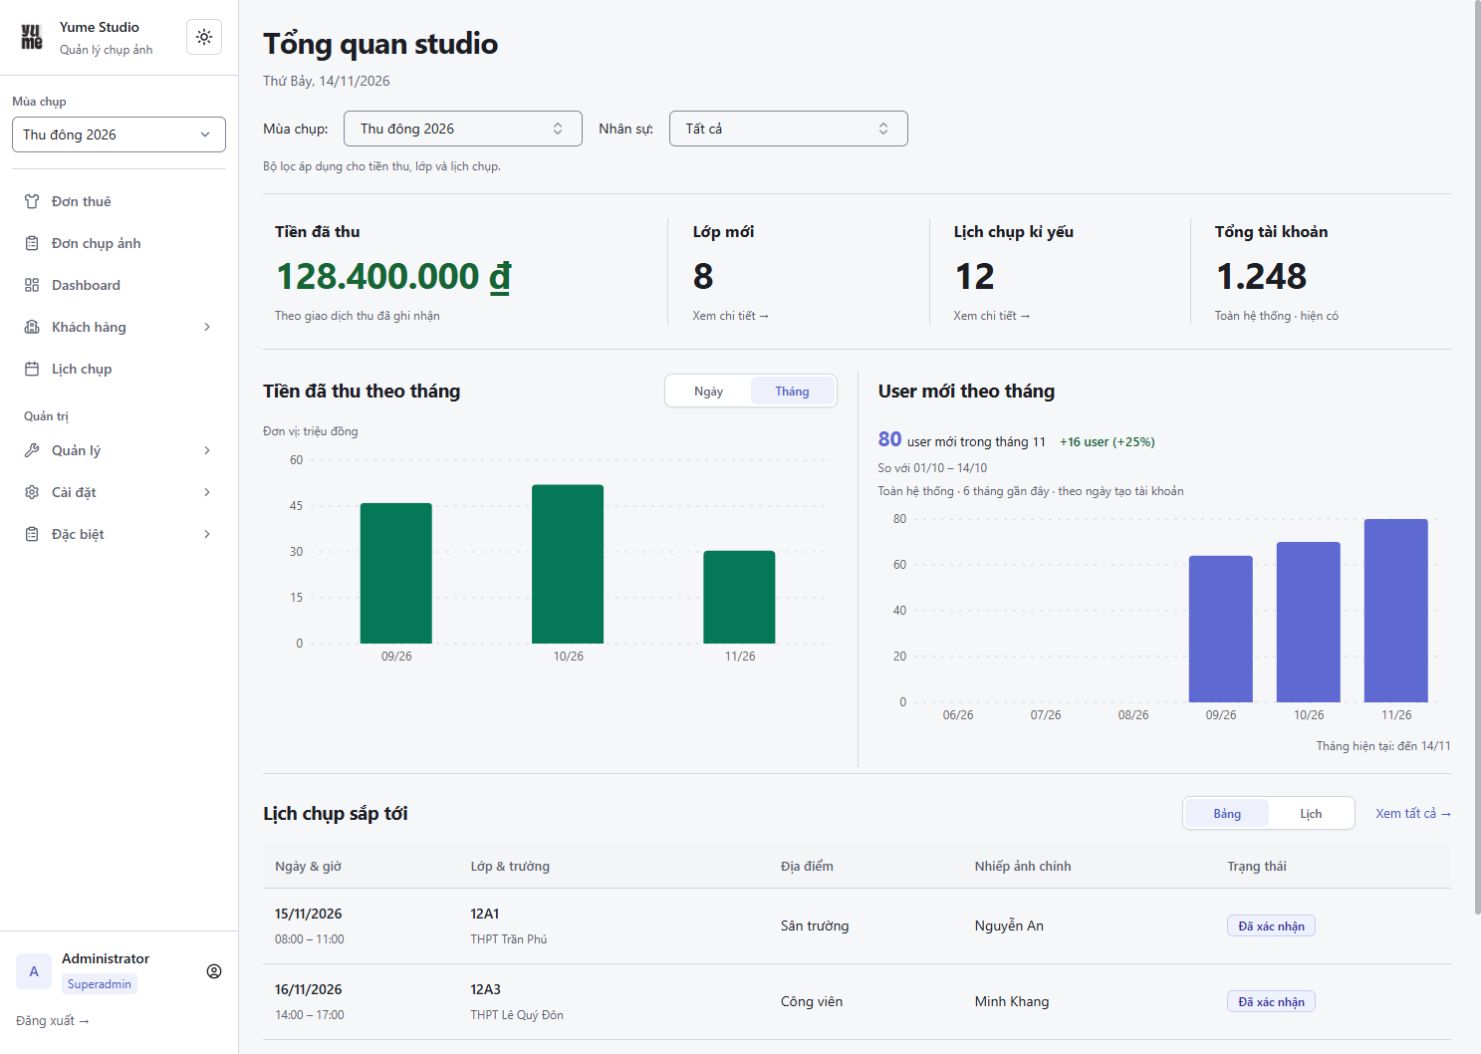 yu
me
Yume Studio
Quản lý chụp ảnh
Mùa chụp
Thu đông 2026
Đơn thuê
Đơn chụp ảnh
Dashboard
Khách hàng
Lịch chụp
Quản trị
Quản lý
Cài đặt
Đặc biệt
A
Administrator
Superadmin
Đăng xuất →
Tổng quan studio
Thứ Bảy, 14/11/2026
Mùa chụp: Thu đông 2026 Nhân sự: Tất cả
Bộ lọc áp dụng cho tiền thu, lớp và lịch chụp.
Tiền đã thu
128.400.000 ₫
Theo giao dịch thu đã ghi nhận
Lớp mới
8
Xem chi tiết →
Lịch chụp kỉ yếu
12
Xem chi tiết →
Tổng tài khoản
1.248
Toàn hệ thống · hiện có
Tiền đã thu theo tháng
Ngày Tháng
Đơn vị: triệu đồng
60
45
30
15
0
09/26 10/26 11/26
User mới theo tháng
80 user mới trong tháng 11 +16 user (+25%)
So với 01/10 – 14/10
Toàn hệ thống · 6 tháng gần đây · theo ngày tạo tài khoản
80
60
40
20
0
06/26 07/26 08/26 09/26 10/26 11/26
Tháng hiện tại: đến 14/11
Lịch chụp sắp tới
Bảng Lịch Xem tất cả →
Ngày & giờ Lớp & trường Địa điểm Nhiếp ảnh chính Trạng thái
15/11/2026 12A1
Sân trường Nguyễn An Đã xác nhận
08:00 – 11:00 THPT Trần Phú
16/11/2026 12A3
Công viên Minh Khang Đã xác nhận
14:00 – 17:00 THPT Lê Quý Đôn